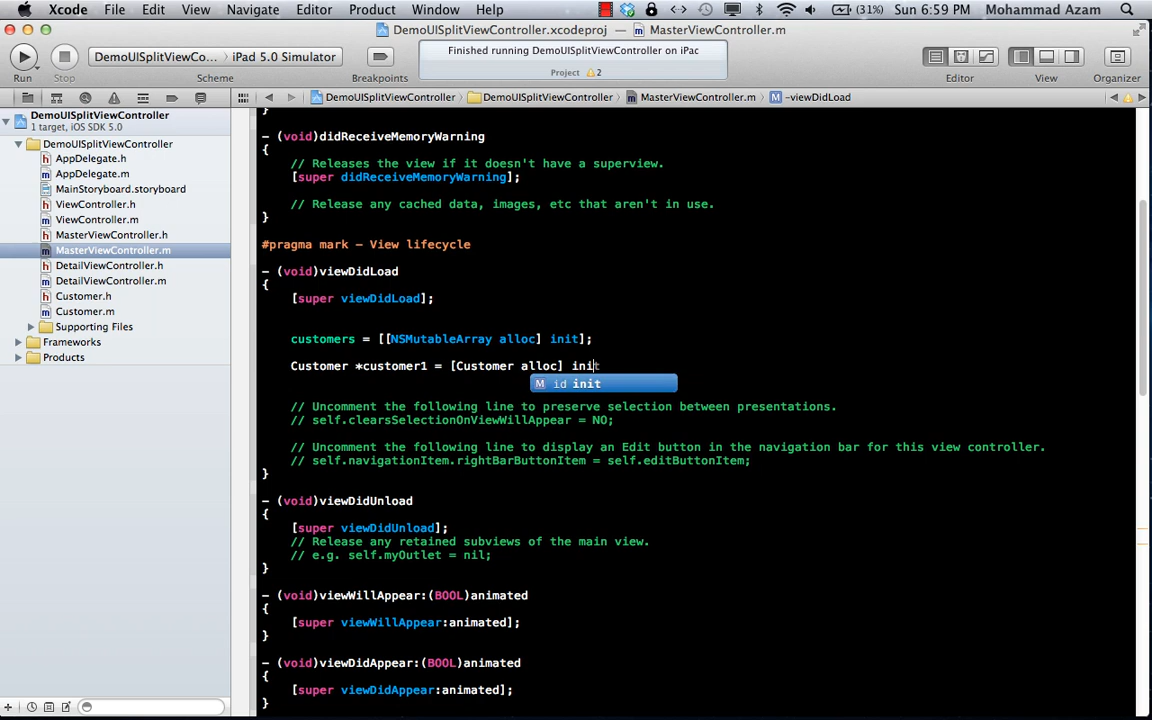 Xcode File Edit View Navigate Editor Product Window Help (31%) Sun 6:59 PM Mohammad Azam
DemoUISplitViewController.xcodeproj — MasterViewController.m
DemoUISplitViewCo... iPad 5.0 Simulator
Finished running DemoUISplitViewController on iPac
Project 2
Run Stop Scheme Breakpoints Editor View Organizer
DemoUISplitViewController DemoUISplitViewController MasterViewController.m -viewDidLoad
DemoUISplitViewController
1 target, iOS SDK 5.0
DemoUISplitViewController
AppDelegate.h
AppDelegate.m
MainStoryboard.storyboard
ViewController.h
ViewController.m
MasterViewController.h
MasterViewController.m
DetailViewController.h
DetailViewController.m
Customer.h
Customer.m
Supporting Files
Frameworks
Products
}
- (void)didReceiveMemoryWarning
{
// Releases the view if it doesn't have a superview.
[super didReceiveMemoryWarning];
// Release any cached data, images, etc that aren't in use.
}
#pragma mark - View lifecycle
- (void)viewDidLoad
{
[super viewDidLoad];
customers = [[NSMutableArray alloc] init];
Customer *customer1 = [Customer alloc] init
M id init
// Uncomment the following line to preserve selection between presentations.
// self.clearsSelectionOnViewWillAppear = NO;
// Uncomment the following line to display an Edit button in the navigation bar for this view controller.
// self.navigationItem.rightBarButtonItem = self.editButtonItem;
}
- (void)viewDidUnload
{
[super viewDidUnload];
// Release any retained subviews of the main view.
// e.g. self.myOutlet = nil;
}
- (void)viewWillAppear:(BOOL)animated
{
[super viewWillAppear:animated];
}
- (void)viewDidAppear:(BOOL)animated
{
[super viewDidAppear:animated];
}